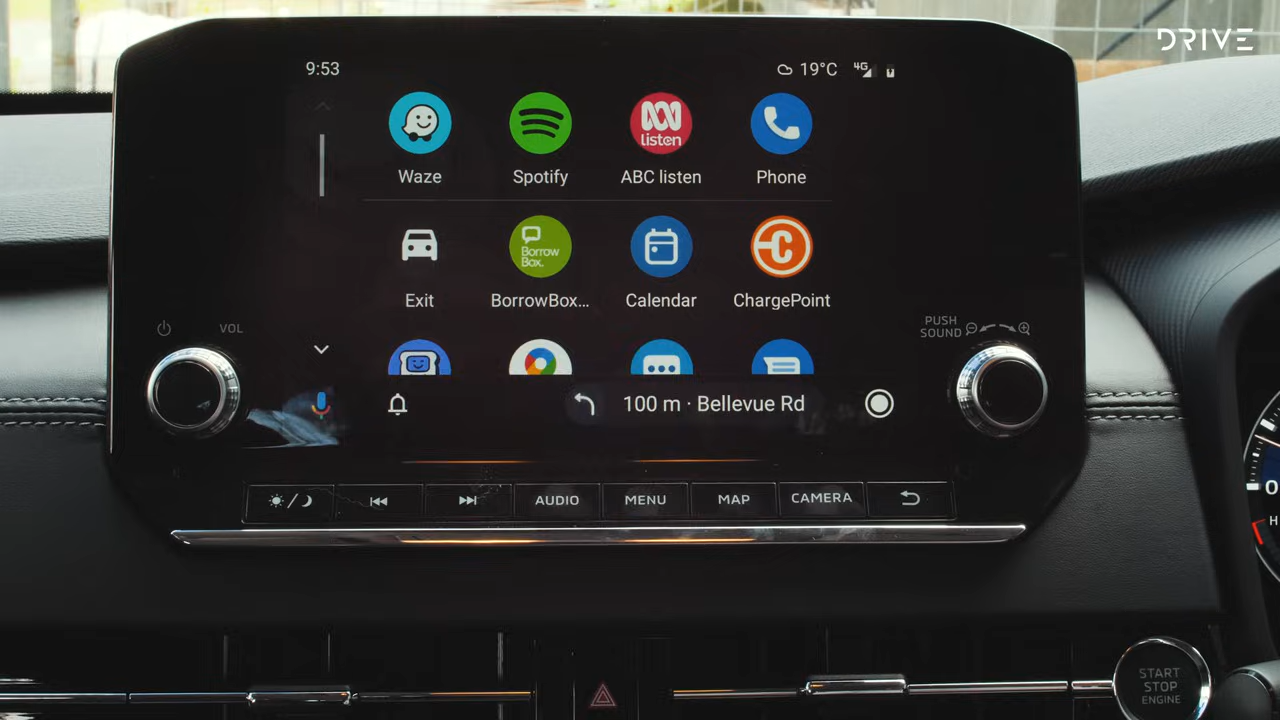 DRIVE
9:53
19°C
4G
listen
Waze
Spotify
ABC listen
Phone
Borrow
Box.
C
Exit
BorrowBox...
Calendar
ChargePoint
VOL
PUSH
SOUND
100 m · Bellevue Rd
AUDIO
MENU
MAP
CAMERA
0
H
START
STOP
ENGINE